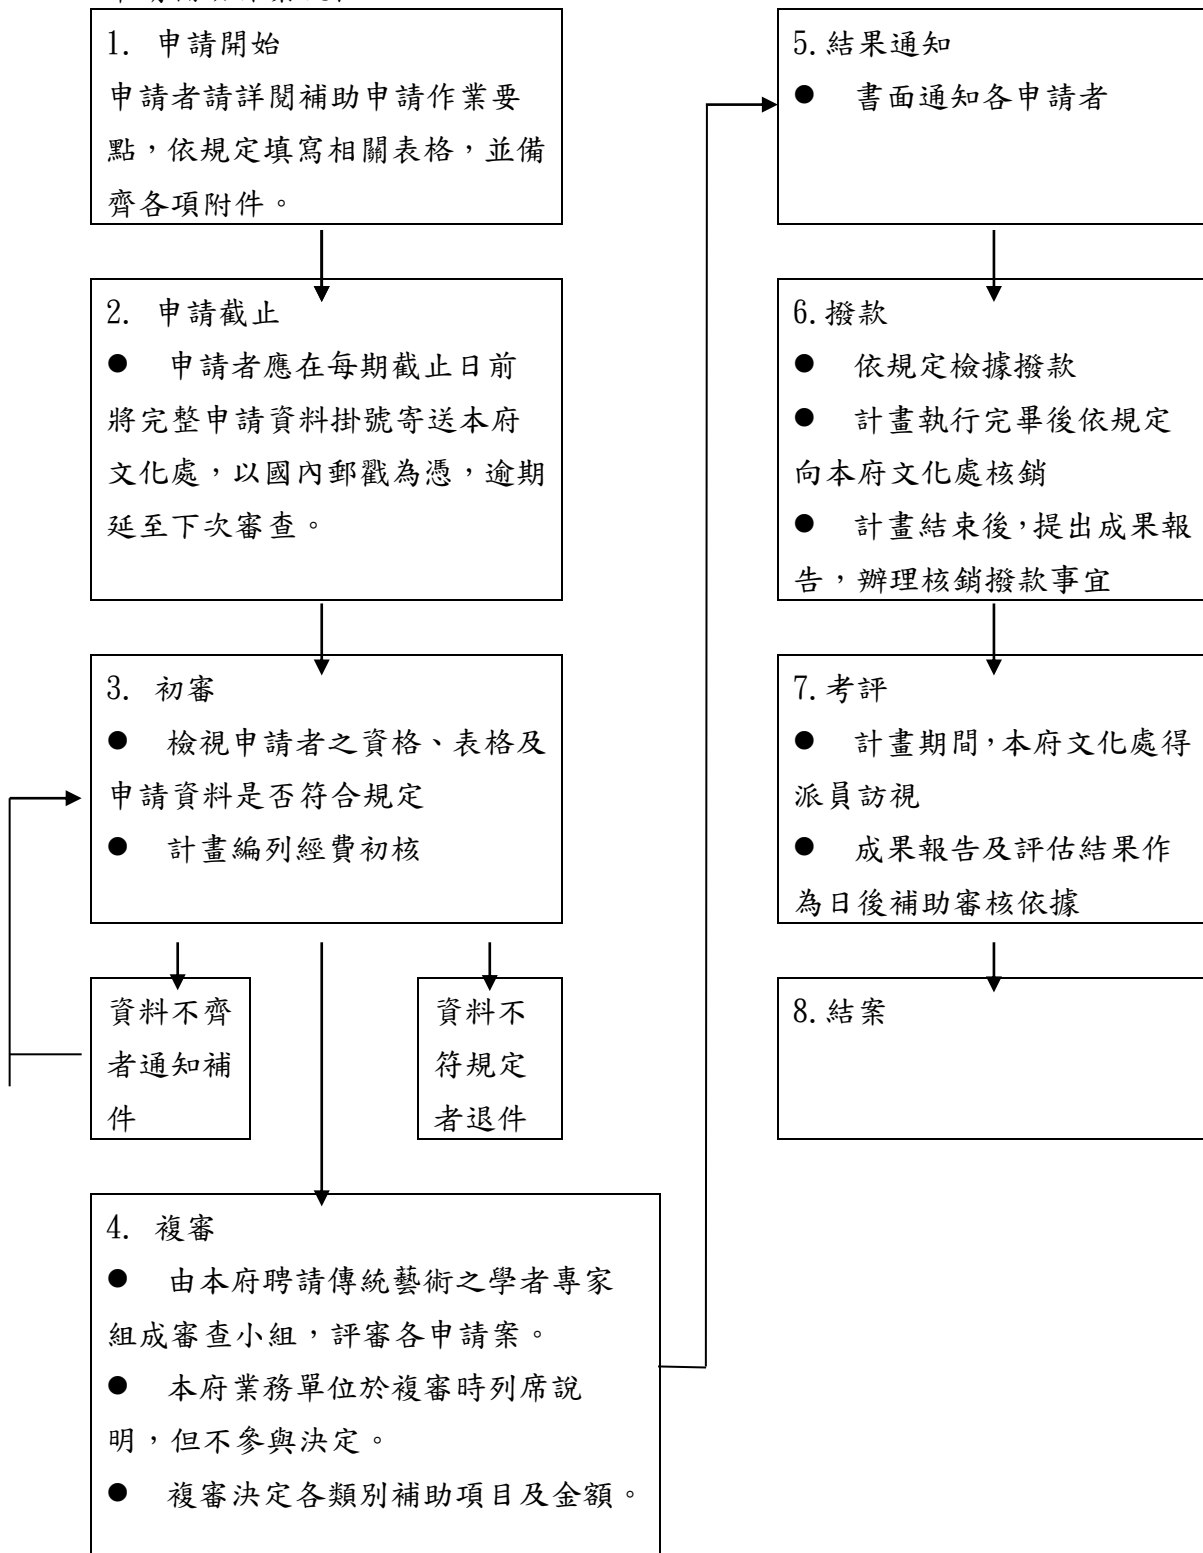 1. 申請開始
申請者請詳閱補助申請作業要
點，依規定填寫相關表格，並備
齊各項附件。
2. 申請截止
● 申請者應在每期截止日前
將完整申請資料掛號寄送本府
文化處，以國內郵戳為憑，逾期
延至下次審查。
3. 初審
● 檢視申請者之資格、表格及
申請資料是否符合規定
● 計畫編列經費初核
資料不齊
者通知補
件
資料不
符規定
者退件
4. 複審
● 由本府聘請傳統藝術之學者專家
組成審查小組，評審各申請案。
● 本府業務單位於複審時列席說
明，但不參與決定。
● 複審決定各類別補助項目及金額。
5.結果通知
● 書面通知各申請者
6.撥款
● 依規定檢據撥款
● 計畫執行完畢後依規定
向本府文化處核銷
● 計畫結束後，提出成果報
告，辦理核銷撥款事宜
7.考評
● 計畫期間，本府文化處得
派員訪視
● 成果報告及評估結果作
為日後補助審核依據
8.結案